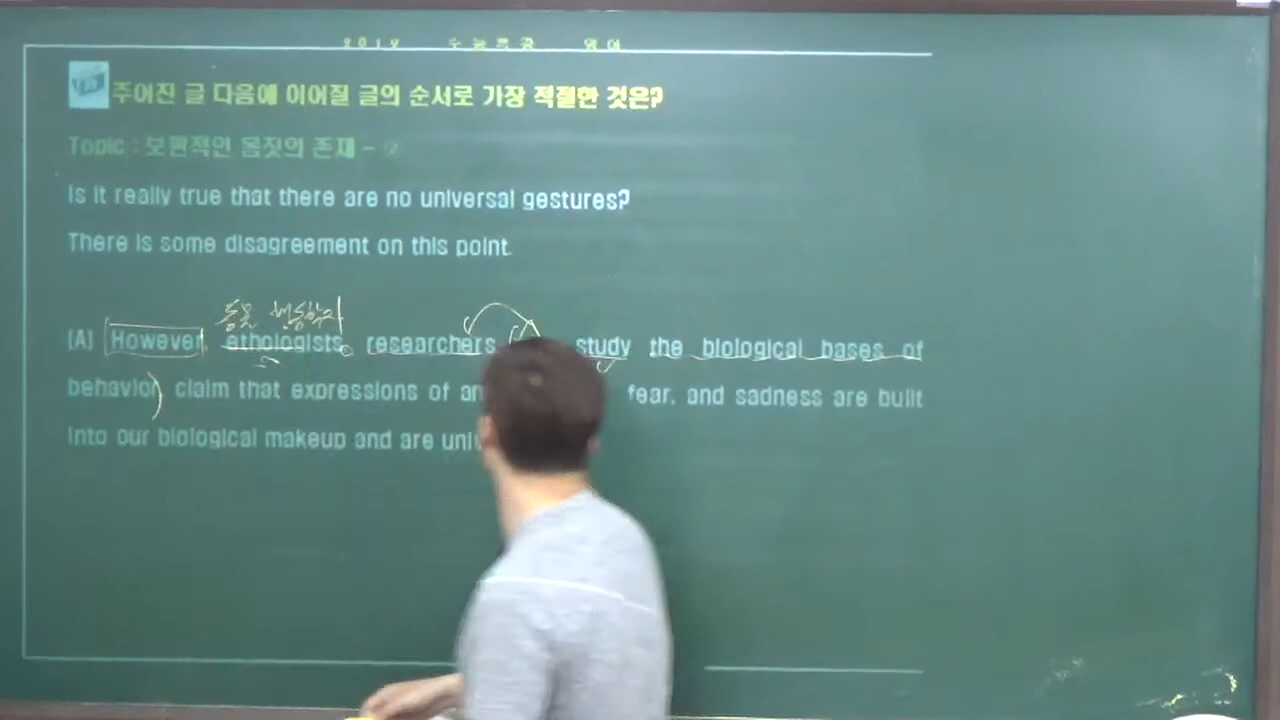 주어진 글 다음에 이어질 글의 순서로 가장 적절한 것은?
Topic : 보편적인 몸짓의 존재 - ②
Is it really true that there are no universal gestures?
There is some disagreement on this point.
동물 행동학자
[A] However, ethologists, researchers study the biological bases of
behavior, claim that expressions of fear, and sadness are built
into our biological makeup and are